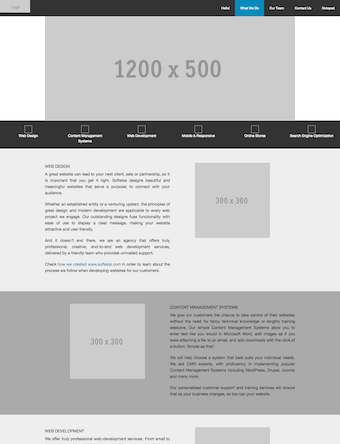 Logo
Hello!
What We Do
Our Team
Contact Us
Notepad
1200 x 500
Web Design
Content Management
Systems
Web Development
Mobile & Responsive
Online Stores
Search Engine Optimization
WEB DESIGN
A great website can lead to your next client, sale or partnership, so it
is important that you get it right. Softwise designs beautiful and
meaningful websites that serve a purpose; to connect with your
audience.
Whether an established entity or a venturing upstart, the principles of
great design and modern development are applicable to every web
project we engage. Our outstanding designs fuse functionality with
ease of use to display a sense of purpose, making your website
attractive and user friendly.
And it doesn't end there, we are an agency that offers truly
professional, creative, and-to-end web development services,
delivered by a friendly team who provides unrivalled support.
Check how we created www.softwise.com in order to learn about the
process we follow when developing websites for our customers.
300 x 300
300 x 300
CONTENT MANAGEMENT SYSTEMS
We give our customers the chance to take control of their websites
without the need for fancy technical knowledge or lengthy training
sessions. Our simple Content Management Systems allow you to
enter text like you would in Microsoft Word, add images as if you
were attaching a file to an email, and add downloads with the click of
a button. Simple as that!
We will help choose a system that best suits your individual needs.
We are CMS experts, with proficiency in implementing popular
Content Management Systems including WordPress, Drupal, Joomla
and many more.
Our personalised customer support and training services will ensure
that as your business changes, so too can your website.
WEB DEVELOPMENT
We offer truly professional web-development services. From small to